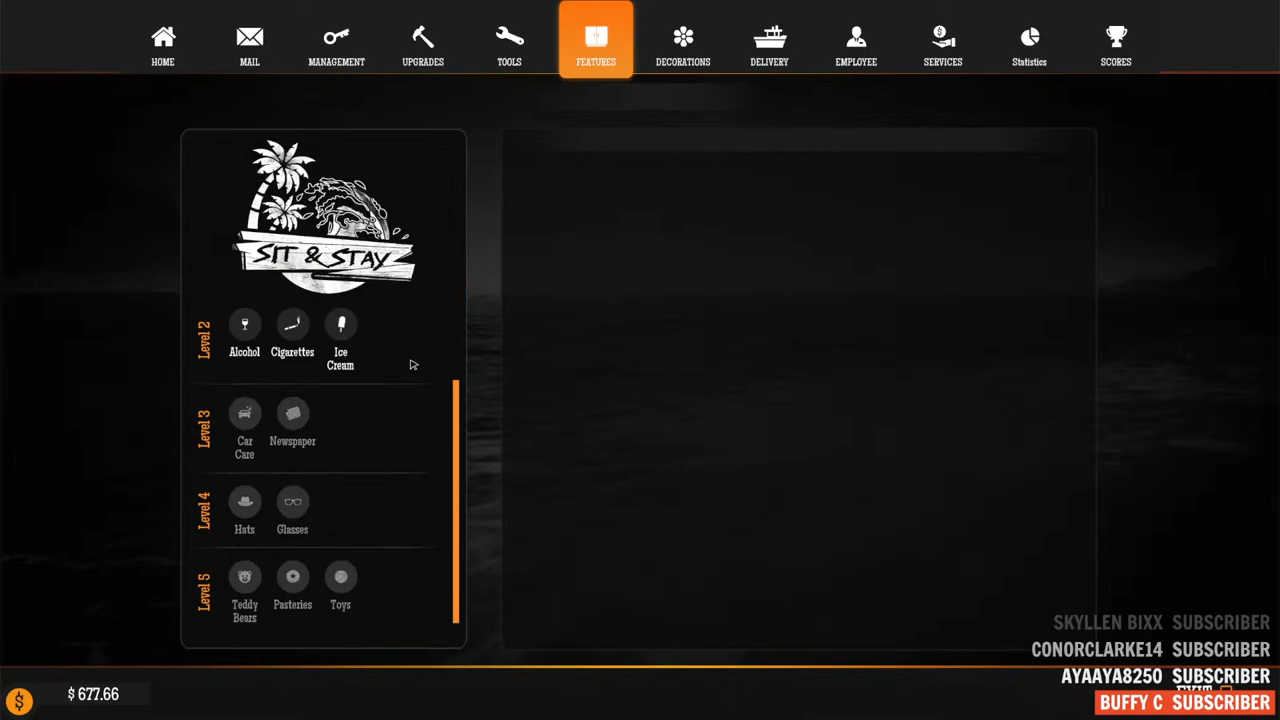 HOME
MAIL
MANAGEMENT
UPGRADES
TOOLS
FEATURES
DECORATIONS
DELIVERY
EMPLOYEE
SERVICES
Statistics
SCORES
SIT & STAY
Level 2
Alcohol
Cigarettes
Ice
Cream
Level 3
Car
Care
Newspaper
Level 4
Hats
Glasses
Level 5
Teddy
Bears
Pasteries
Toys
SKYLLEN BIXX SUBSCRIBER
CONORCLARKE14 SUBSCRIBER
AYAAYA8250 SUBSCRIBER
EXIT
BUFFY C SUBSCRIBER
$ 677.66